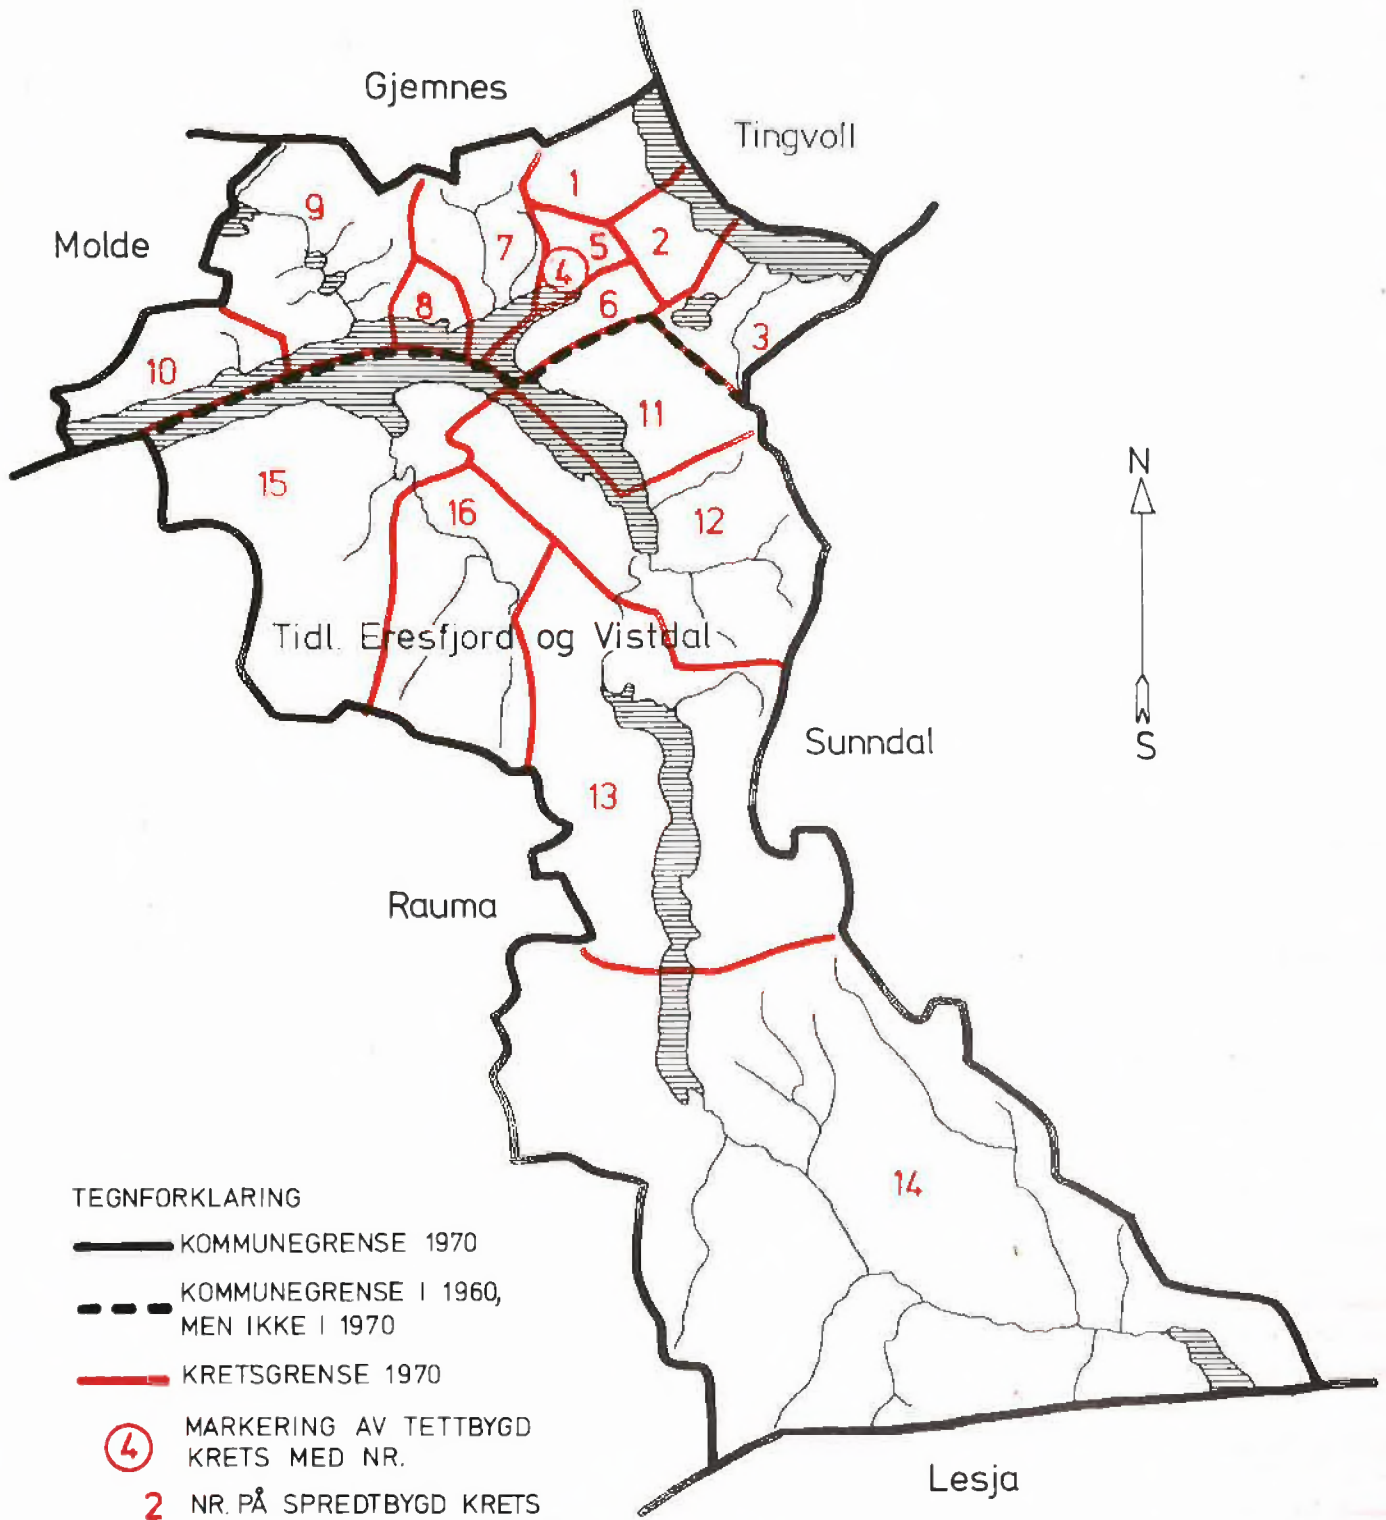 Gjemnes
Tingvoll
Molde
1
9
7
5
2
4
8
6
3
10
11
15
16
12
N
S
Tidl. Eresfjord og Vistdal
Sunndal
13
Rauma
14
TEGNFORKLARING
KOMMUNEGRENSE 1970
KOMMUNEGRENSE I 1960,
MEN IKKE I 1970
KRETSGRENSE 1970
4 MARKERING AV TETTBYGD
KRETS MED NR.
2 NR. PÅ SPREDTBYGD KRETS
Lesja